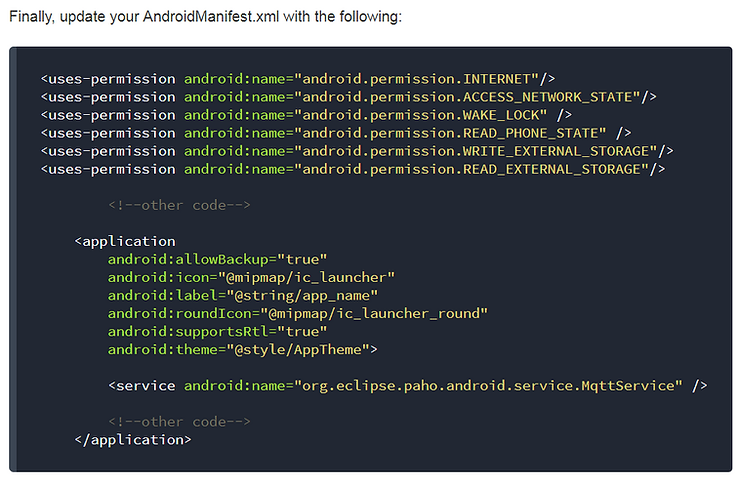 Finally, update your AndroidManifest.xml with the following:
<uses-permission android:name="android.permission.INTERNET"/>
<uses-permission android:name="android.permission.ACCESS_NETWORK_STATE"/>
<uses-permission android:name="android.permission.WAKE_LOCK" />
<uses-permission android:name="android.permission.READ_PHONE_STATE" />
<uses-permission android:name="android.permission.WRITE_EXTERNAL_STORAGE"/>
<uses-permission android:name="android.permission.READ_EXTERNAL_STORAGE"/>
<!--other code-->
<application
android:allowBackup="true"
android:icon="@mipmap/ic_launcher"
android:label="@string/app_name"
android:roundIcon="@mipmap/ic_launcher_round"
android:supportsRtl="true"
android:theme="@style/AppTheme">
<service android:name="org.eclipse.paho.android.service.MqttService" />
<!--other code-->
</application>